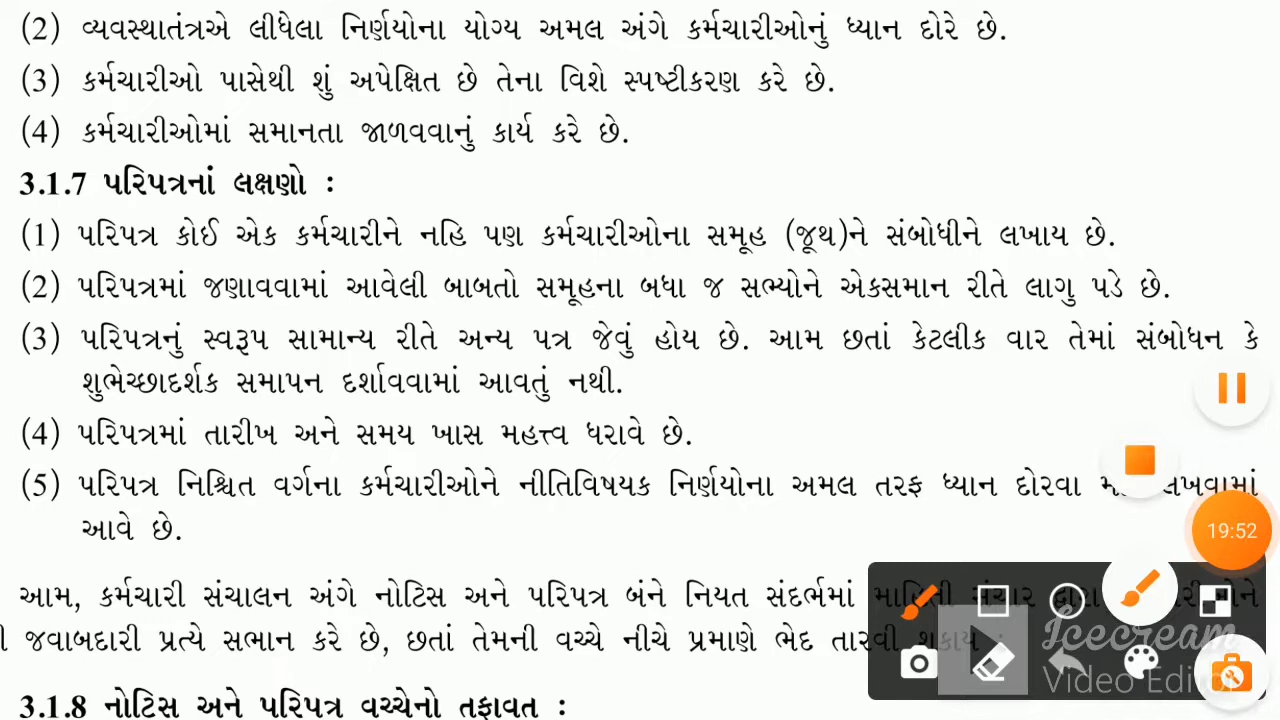 (2) વ્યવસ્થાતંત્રએ લીધેલા નિર્ણયોના યોગ્ય અમલ અંગે કર્મચારીઓનું ધ્યાન દોરે છે.
(3) કર્મચારીઓ પાસેથી શું અપેક્ષિત છે તેના વિશે સ્પષ્ટીકરણ કરે છે.
(4) કર્મચારીઓમાં સમાનતા જાળવવાનું કાર્ય કરે છે.
3.1.7 પરિપત્રનાં લક્ષણો :
(1) પરિપત્ર કોઈ એક કર્મચારીને નહિ પણ કર્મચારીઓના સમૂહ (જૂથ)ને સંબોધીને લખાય છે.
(2) પરિપત્રમાં જણાવવામાં આવેલી બાબતો સમૂહના બધા જ સભ્યોને એકસમાન રીતે લાગુ પડે છે.
(3) પરિપત્રનું સ્વરૂપ સામાન્ય રીતે અન્ય પત્ર જેવું હોય છે. આમ છતાં કેટલીક વાર તેમાં સંબોધન કે
શુભેચ્છાદર્શક સમાપન દર્શાવવામાં આવતું નથી.
(4) પરિપત્રમાં તારીખ અને સમય ખાસ મહત્ત્વ ધરાવે છે.
(5) પરિપત્ર નિશ્ચિત વર્ગના કર્મચારીઓને નીતિવિષયક નિર્ણયોના અમલ તરફ ધ્યાન દોરવા લખવામાં
આવે છે.
19:52
આમ, કર્મચારી સંચાલન અંગે નોટિસ અને પરિપત્ર બંને નિયત સંદર્ભમાં માહિતી સંચાર દ્વારા
જવાબદારી પ્રત્યે સભાન કરે છે, છતાં તેમની વચ્ચે નીચે પ્રમાણે ભેદ તારવી શકાય :
Icecream
Video Editor
3.1.8 નોટિસ અને પરિપત્ર વચ્ચેનો તફાવત :